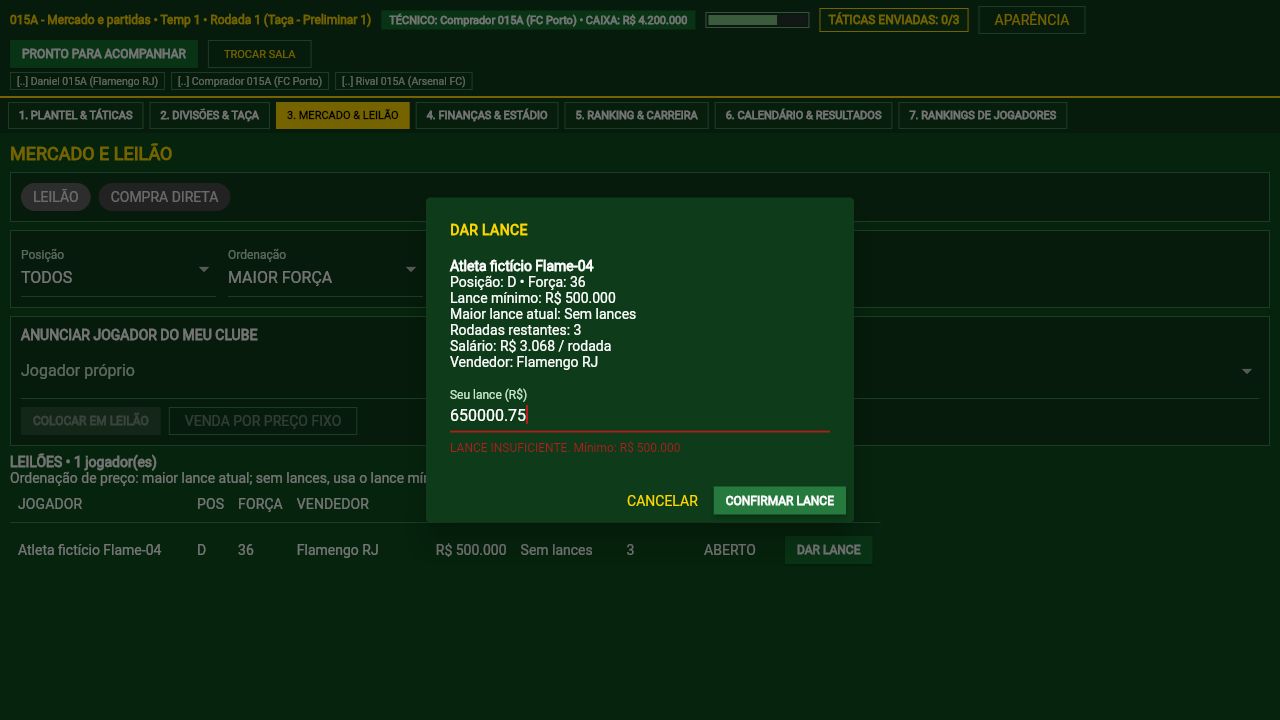 015A - Mercado e partidas • Temp 1 • Rodada 1 (Taça - Preliminar 1)
TÉCNICO: Comprador 015A (FC Porto) • CAIXA: R$ 4.200.000
TÁTICAS ENVIADAS: 0/3
APARÊNCIA
PRONTO PARA ACOMPANHAR
TROCAR SALA
[..] Daniel 015A (Flamengo RJ)
[..] Comprador 015A (FC Porto)
[..] Rival 015A (Arsenal FC)
1. PLANTEL & TÁTICAS
2. DIVISÕES & TAÇA
3. MERCADO & LEILÃO
4. FINANÇAS & ESTÁDIO
5. RANKING & CARREIRA
6. CALENDÁRIO & RESULTADOS
7. RANKINGS DE JOGADORES
MERCADO E LEILÃO
LEILÃO
COMPRA DIRETA
Posição
TODOS
Ordenação
MAIOR FORÇA
ANUNCIAR JOGADOR DO MEU CLUBE
Jogador próprio
COLOCAR EM LEILÃO
VENDA POR PREÇO FIXO
LEILÕES • 1 jogador(es)
Ordenação de preço: maior lance atual; sem lances, usa o lance mín
JOGADOR POS FORÇA VENDEDOR
Atleta fictício Flame-04 D 36 Flamengo RJ R$ 500.000 Sem lances 3 ABERTO DAR LANCE
DAR LANCE
Atleta fictício Flame-04
Posição: D • Força: 36
Lance mínimo: R$ 500.000
Maior lance atual: Sem lances
Rodadas restantes: 3
Salário: R$ 3.068 / rodada
Vendedor: Flamengo RJ
Seu lance (R$)
650000.75
LANCE INSUFICIENTE. Mínimo: R$ 500.000
CANCELAR
CONFIRMAR LANCE